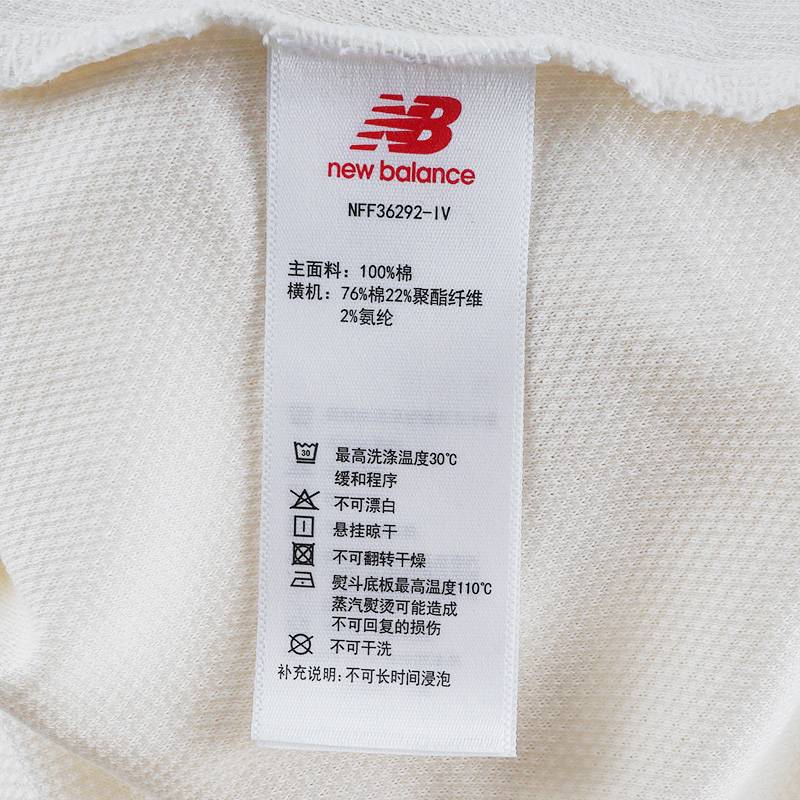 NB
new balance
NFF36292-IV
主面料：100%棉
横机：76%棉22%聚酯纤维
2%氨纶
30
最高洗涤温度30℃
缓和程序
不可漂白
悬挂晾干
不可翻转干燥
熨斗底板最高温度110℃
蒸汽熨烫可能造成
不可回复的损伤
不可干洗
补充说明：不可长时间浸泡